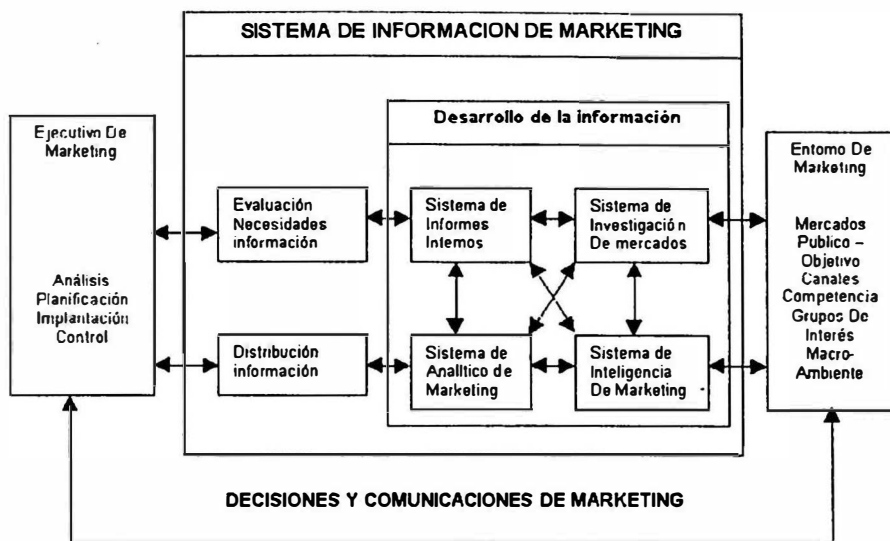 SISTEMA DE INFORMACION DE MARKETING
Ejecutivo De
Marketing
Análisis
Planificación
Implantación
Control
Evaluación
Necesidades
información
Distribución
información
Desarrollo de la información
Sistema de
Informes
Internos
Sistema de
Investigación
De mercados
Sistema de
Analítico de
Marketing
Sistema de
Inteligencia
De Marketing
Entorno De
Marketing
Mercados
Publico –
Objetivo
Canales
Competencia
Grupos De
Interés
Macro-
Ambiente
DECISIONES Y COMUNICACIONES DE MARKETING